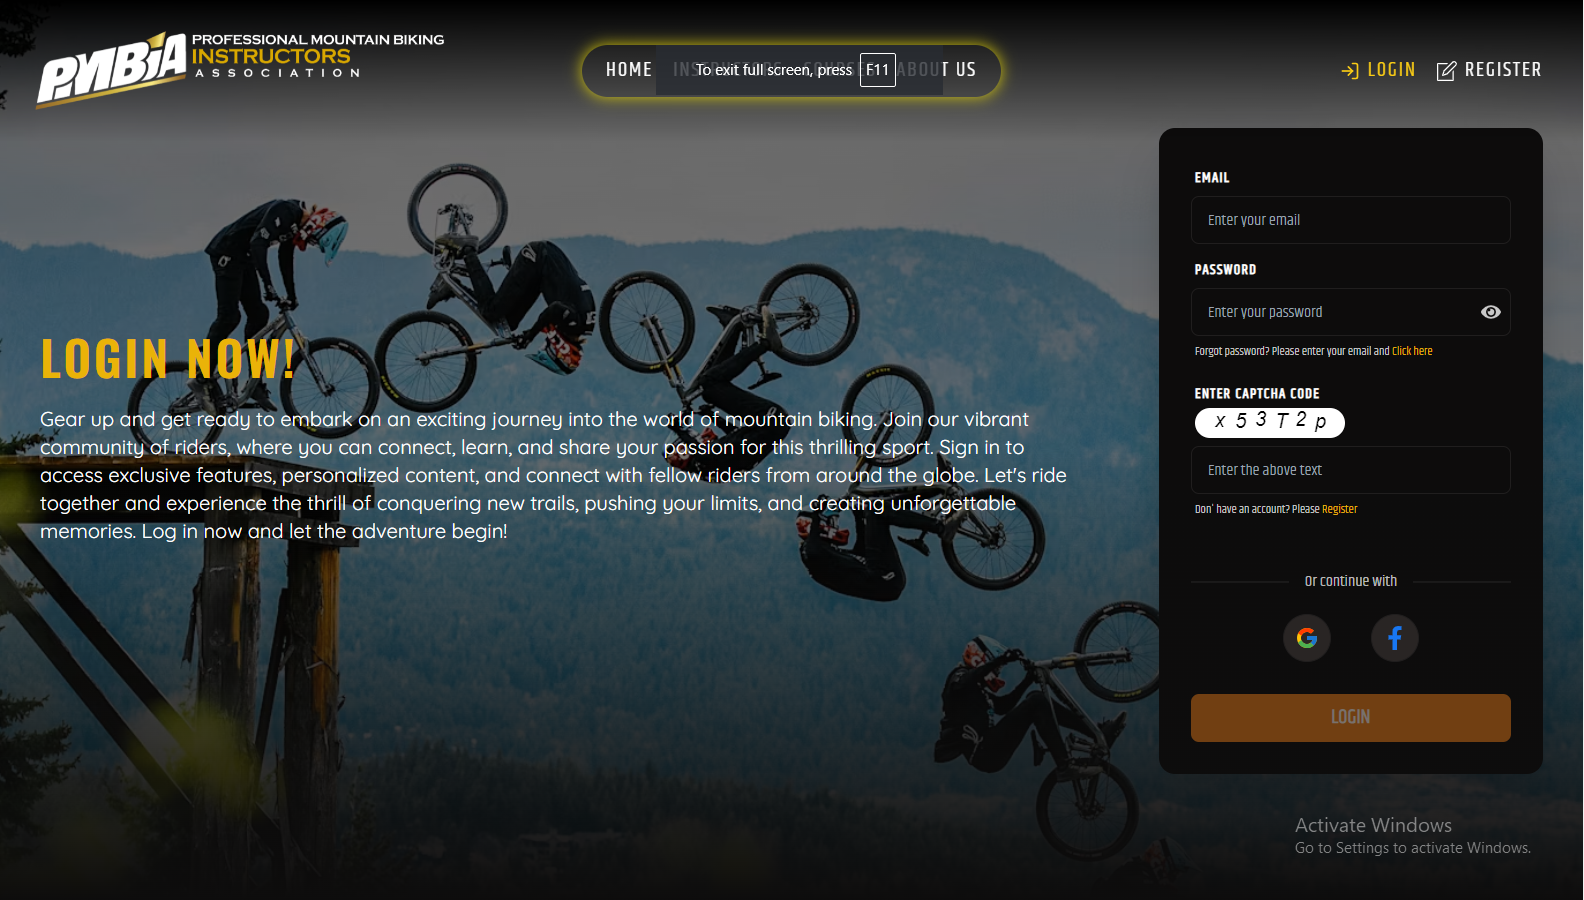 PMBIA PROFESSIONAL MOUNTAIN BIKING
INSTRUCTORS
ASSOCIATION
HOME
To exit full screen, press F11
ABOUT US
LOGIN
REGISTER
LOGIN NOW!
Gear up and get ready to embark on an exciting journey into the world of mountain biking. Join our vibrant
community of riders, where you can connect, learn, and share your passion for this thrilling sport. Sign in to
access exclusive features, personalized content, and connect with fellow riders from around the globe. Let's ride
together and experience the thrill of conquering new trails, pushing your limits, and creating unforgettable
memories. Log in now and let the adventure begin!
EMAIL
Enter your email
PASSWORD
Enter your password
Forgot password? Please enter your email and Click here
ENTER CAPTCHA CODE
x 5 3 T 2 p
Enter the above text
Don' have an account? Please Register
Or continue with
LOGIN
Activate Windows
Go to Settings to activate Windows.